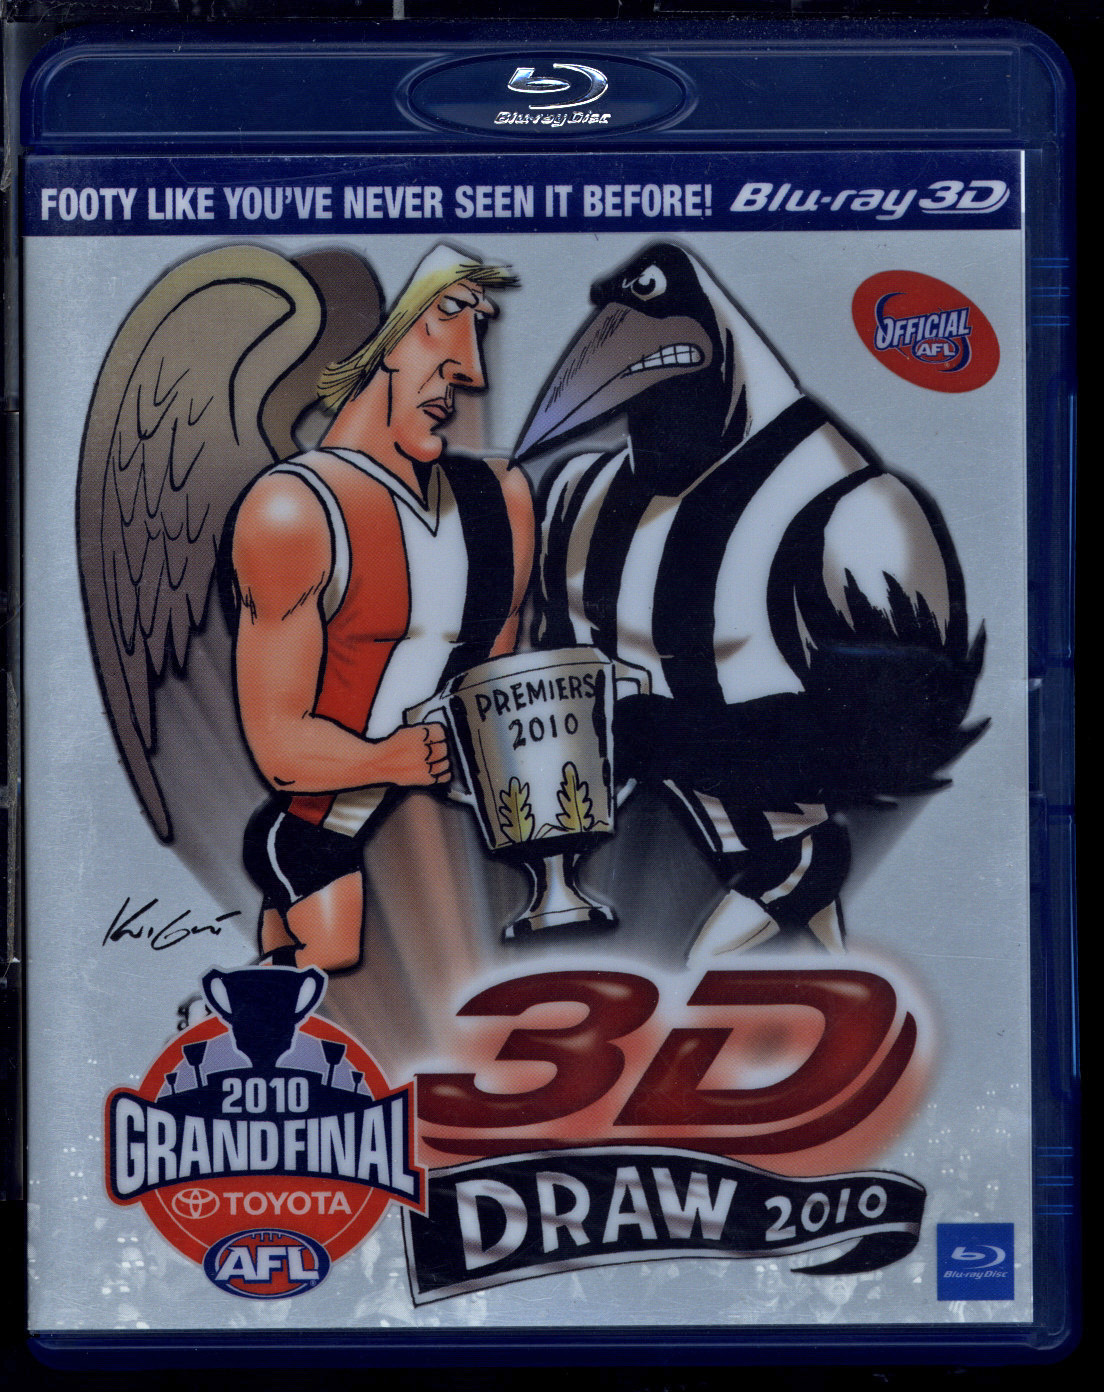 Blu-ray Disc
FOOTY LIKE YOU'VE NEVER SEEN IT BEFORE! Blu-ray 3D
OFFICIAL
AFL
PREMIERS
2010
Knight
3D
2010
GRAND FINAL
TOYOTA
AFL
DRAW 2010
Blu-ray Disc